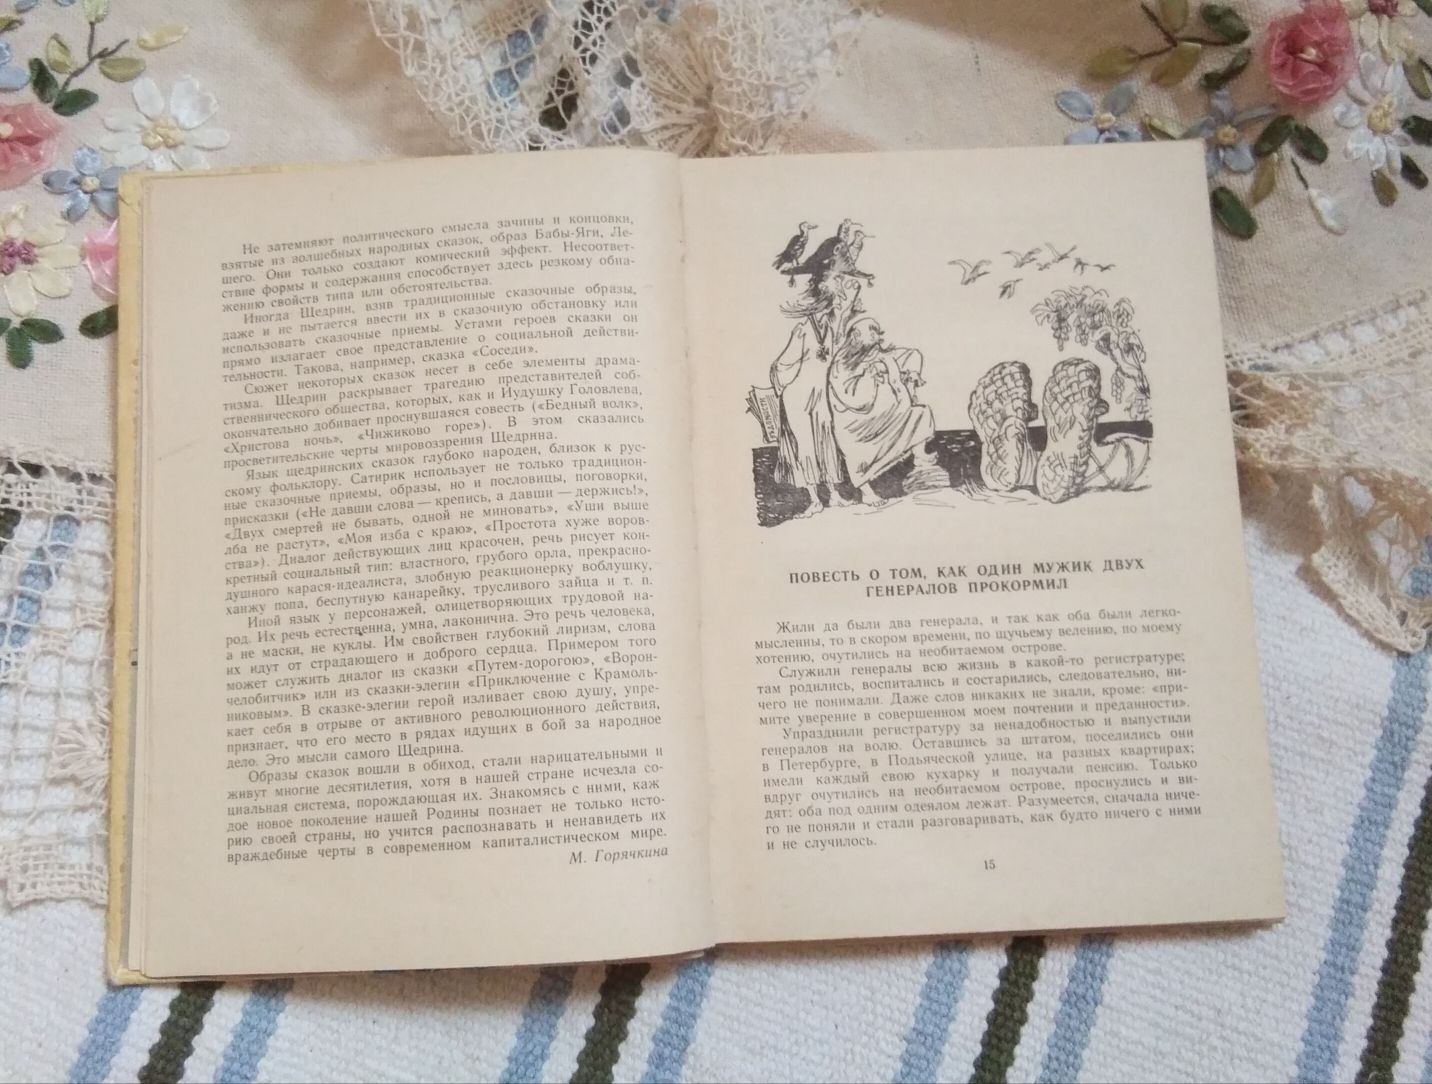 Не затемняют политического смысла зачины и концовки,
взятые из волшебных народных сказок, образ Бабы-Яги, Ле-
шего. Они только создают комический эффект. Несоответ-
ствие формы и содержания способствует здесь резкому обна-
жению свойств типа или обстоятельства.
Иногда Щедрин, взяв традиционные сказочные образы,
даже и не пытается ввести их в сказочную обстановку или
использовать сказочные приемы. Устами героев сказки он
прямо излагает свое представление о социальной действи-
тельности. Такова, например, сказка «Соседи».
Сюжет некоторых сказок несет в себе элементы драма-
тизма. Щедрин раскрывает трагедию представителей соб-
ственнического общества, которых, как и Иудушку Головлева,
окончательно добивает проснувшаяся совесть («Бедный волк»,
«Христова ночь», «Чижиково горе»). В этом сказались
просветительские черты мировоззрения Щедрина.
Язык щедринских сказок глубоко народен, близок к рус-
скому фольклору. Сатирик использует не только традицион-
ные сказочные приемы, образы, но и пословицы, поговорки,
присказки («Не давши слова — крепись, а давши — держись!»,
«Двух смертей не бывать, одной не миновать», «Уши выше
лба не растут», «Моя изба с краю», «Простота хуже воров-
ства»). Диалог действующих лиц красочен, речь рисует кон-
кретный социальный тип: властного, грубого орла, прекрасно-
душного карася-идеалиста, злобную реакционерку воблушку,
ханжу попа, беспутную канарейку, трусливого зайца и т. п.
Иной язык у персонажей, олицетворяющих трудовой на-
род. Их речь естественна, умна, лаконична. Это речь человека,
а не маски, не куклы. Им свойствен глубокий лиризм, слова
их идут от страдающего и доброго сердца. Примером того
может служить диалог из сказки «Путем-дорогою», «Ворон-
челобитчик» или из сказки-элегии «Приключение с Крамоль-
никовым». В сказке-элегии герой изливает свою душу, упре-
кает себя в отрыве от активного революционного действия,
признает, что его место в рядах идущих в бой за народное
дело. Это мысли самого Щедрина.
Образы сказок вошли в обиход, стали нарицательными и
живут многие десятилетия, хотя в нашей стране исчезла со-
циальная система, порождающая их. Знакомясь с ними, каж
дое новое поколение нашей Родины познает не только исто-
рию своей страны, но учится распознавать и ненавидеть их
враждебные черты в современном капиталистическом мире.
М. Горячкина
ВЕДОМОСТИ
ПОВЕСТЬ О ТОМ, КАК ОДИН МУЖИК ДВУХ
ГЕНЕРАЛОВ ПРОКОРМИЛ
Жили да были два генерала, и так как оба были легко-
мысленны, то в скором времени, по щучьему велению, по моему
хотению, очутились на необитаемом острове.
Служили генералы всю жизнь в какой-то регистратуре;
там родились, воспитались и состарились, следовательно, ни-
чего не понимали. Даже слов никаких не знали, кроме: «при-
мите уверение в совершенном моем почтении и преданности».
Упразднили регистратуру за ненадобностью и выпустили
генералов на волю. Оставшись за штатом, поселились они
в Петербурге, в Подьяческой улице, на разных квартирах;
имели каждый свою кухарку и получали пенсию. Только
вдруг очутились на необитаемом острове, проснулись и ви-
дят: оба под одним одеялом лежат. Разумеется, сначала ниче-
го не поняли и стали разговаривать, как будто ничего с ними
и не случилось.
15